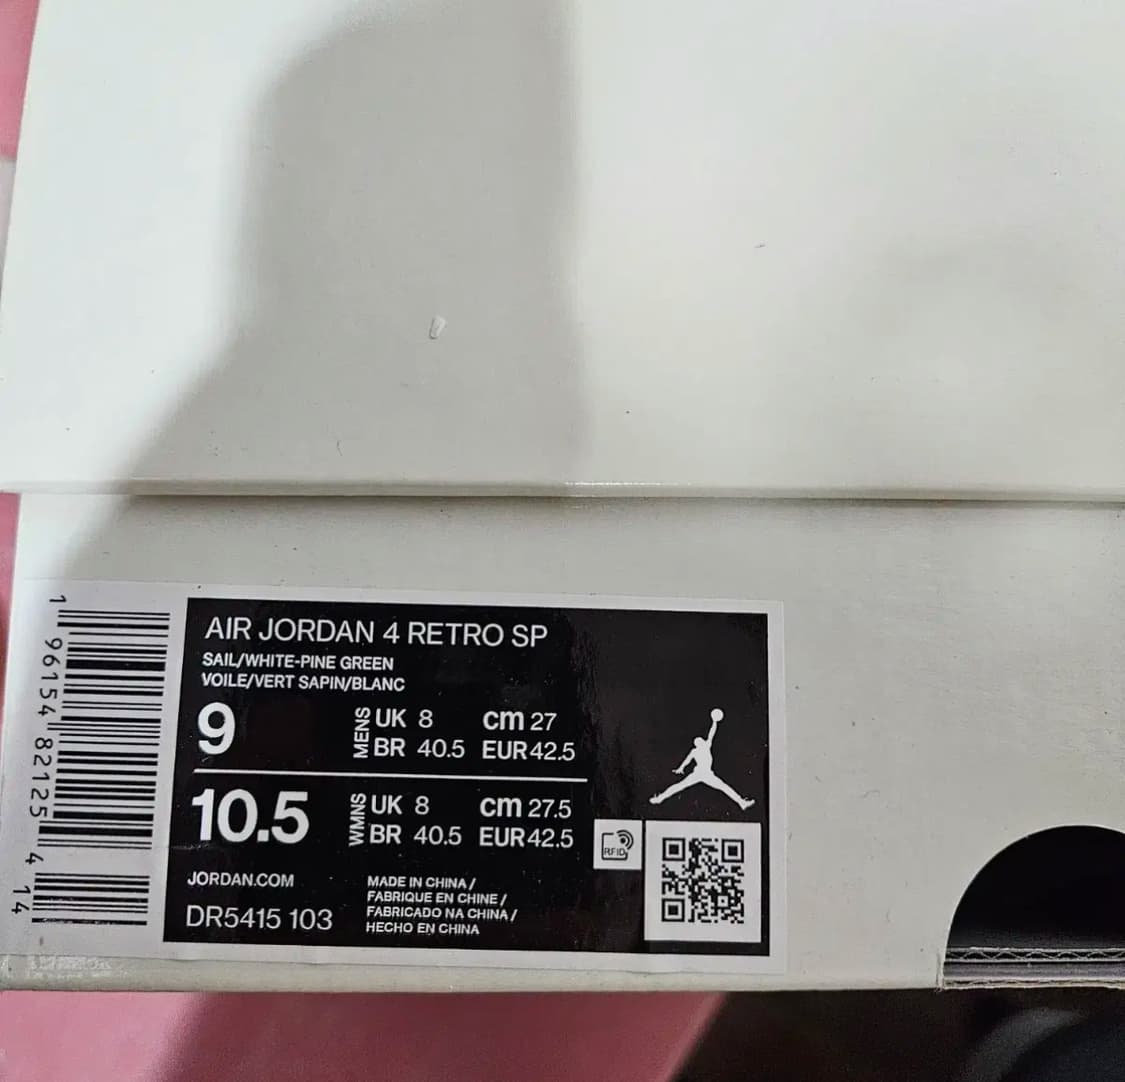 1 96154 82125 4 14
AIR JORDAN 4 RETRO SP
SAIL/WHITE-PINE GREEN
VOILE/VERT SAPIN/BLANC
9 MENS UK 8 cm 27
BR 40.5 EUR 42.5
10.5 WMNS UK 8 cm 27.5
BR 40.5 EUR 42.5
RFID
JORDAN.COM
DR5415 103
MADE IN CHINA /
FABRIQUE EN CHINE /
FABRICADO NA CHINA /
HECHO EN CHINA